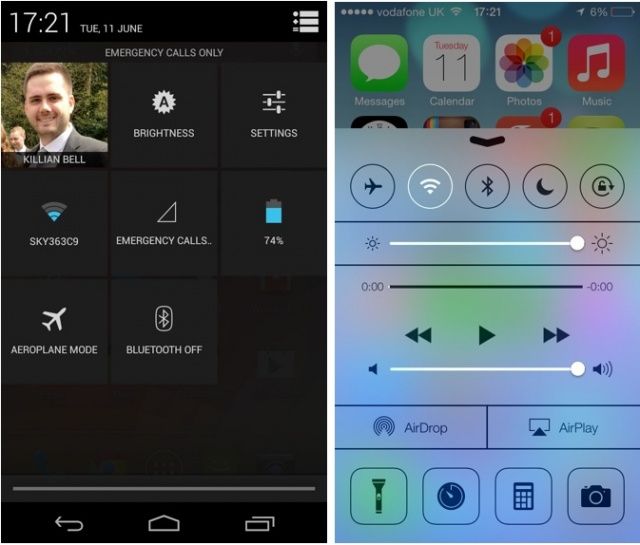 17:21 TUE, 11 JUNE
EMERGENCY CALLS ONLY
KILLIAN BELL
BRIGHTNESS
SETTINGS
SKY363C9
EMERGENCY CALLS..
74%
AEROPLANE MODE
BLUETOOTH OFF
vodafone UK 17:21 6%
1
1
Tuesday
11
Messages
Calendar
Photos
Music
0:00
-0:00
AirDrop
AirPlay